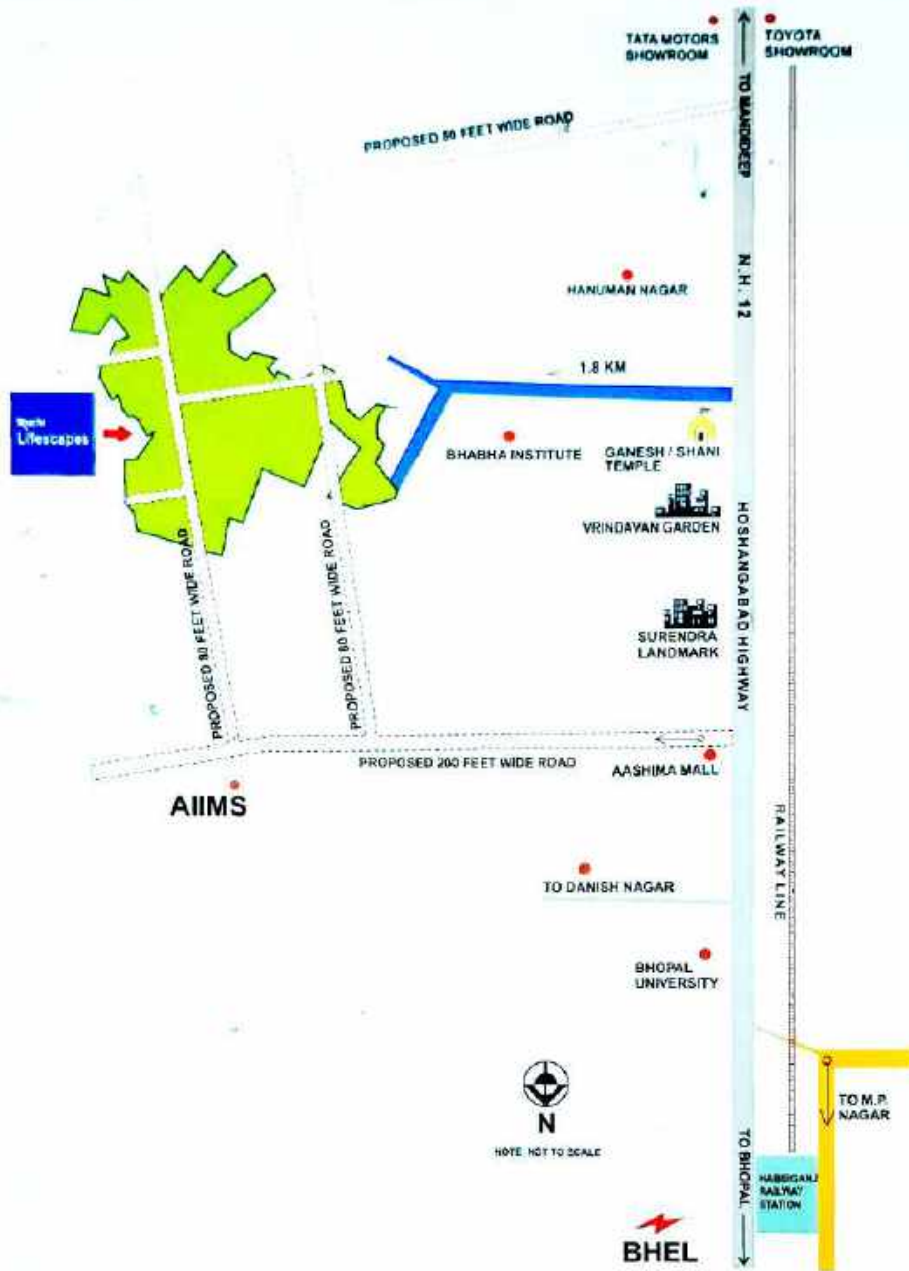 TATA MOTORS
SHOWROOM
TOYOTA
SHOWROOM
TO MANDIDEEP
N.H. 12
PROPOSED 80 FEET WIDE ROAD
HANUMAN NAGAR
1.8 KM
Lifescapes
BHABHA INSTITUTE
GANESH / SHANI
TEMPLE
VRINDAVAN GARDEN
HOSHANGABAD HIGHWAY
PROPOSED 80 FEET WIDE ROAD
PROPOSED 80 FEET WIDE ROAD
SURENDRA
LANDMARK
PROPOSED 200 FEET WIDE ROAD
AASHIMA MALL
AIIMS
RAILWAY LINE
TO DANISH NAGAR
BHOPAL
UNIVERSITY
N
NOTE NOT TO SCALE
TO M.P.
NAGAR
TO BHOPAL
HABIBGANJ
RAILWAY
STATION
BHEL